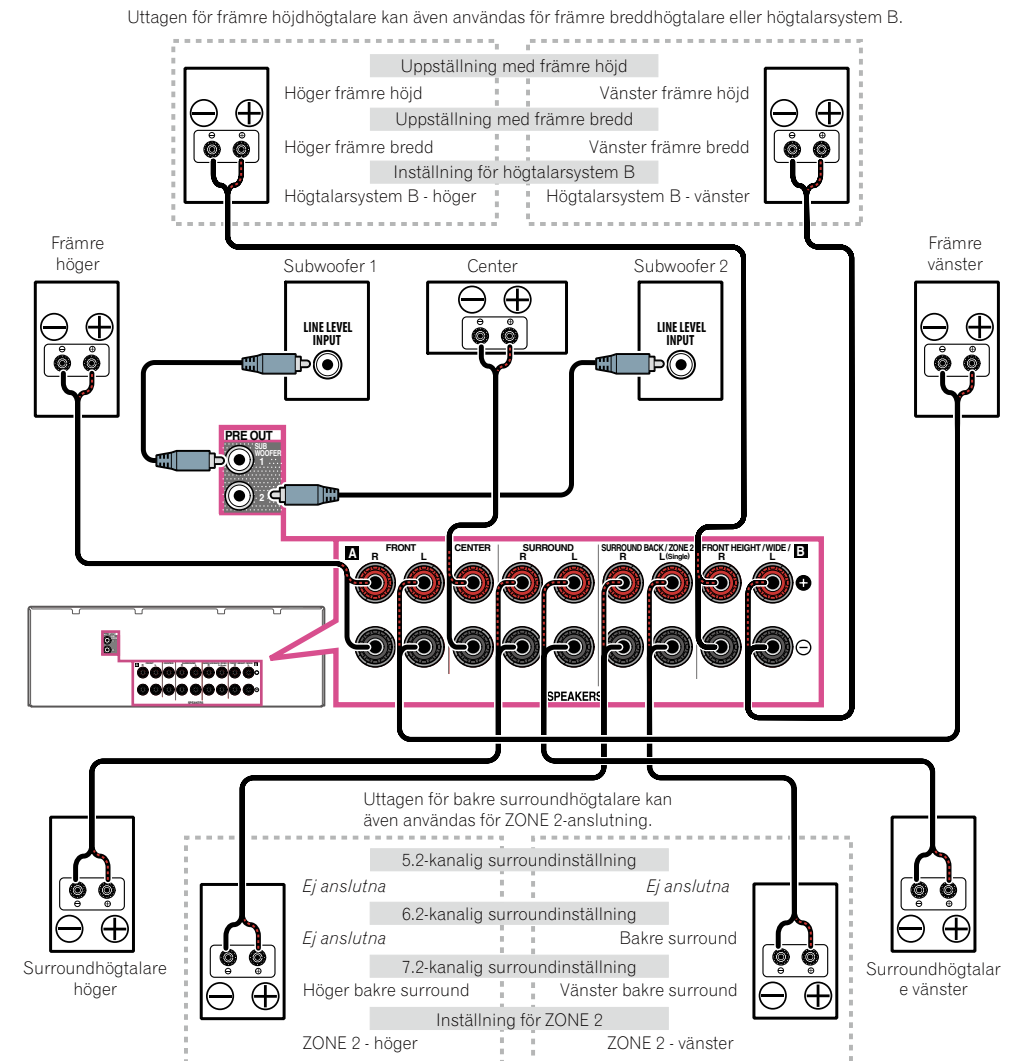 Uttagen för främre höjdhögtalare kan även användas för främre breddhögtalare eller högtalarsystem B.
Uppställning med främre höjd
Höger främre höjd
Vänster främre höjd
Uppställning med främre bredd
Höger främre bredd
Vänster främre bredd
Inställning för högtalarsystem B
Högtalarsystem B - höger
Högtalarsystem B - vänster
Främre
höger
Subwoofer 1
Center
Subwoofer 2
Främre
vänster
LINE LEVEL
INPUT
LINE LEVEL
INPUT
PRE OUT
SUB
WOOFER
1
2
A
FRONT
R
L
CENTER
SURROUND
R
L
SURROUND BACK / ZONE 2
R
L (Single)
FRONT HEIGHT / WIDE /
B
R
L
SPEAKERS
Uttagen för bakre surroundhögtalare kan
även användas för ZONE 2-anslutning.
5.2-kanalig surroundinställning
Ej anslutna
Ej anslutna
6.2-kanalig surroundinställning
Ej anslutna
Bakre surround
7.2-kanalig surroundinställning
Höger bakre surround
Vänster bakre surround
Inställning för ZONE 2
ZONE 2 - höger
ZONE 2 - vänster
Surroundhögtalare
höger
Surroundhögtalar
e vänster